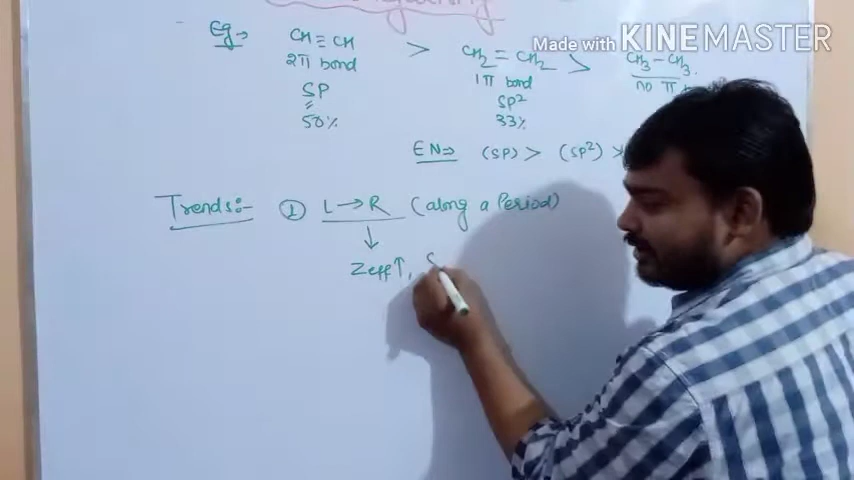 Made with KINEMASTER
Eg→ CH ≡ CH > CH₂ = CH₂ > CH₃ − CH₃.
2π bond 1π bond no π
SP SP²
50% 33%
EN⇒ (SP) > (SP²) >
Trends:- ① L → R (along a Period)
↓
Zeff↑, S